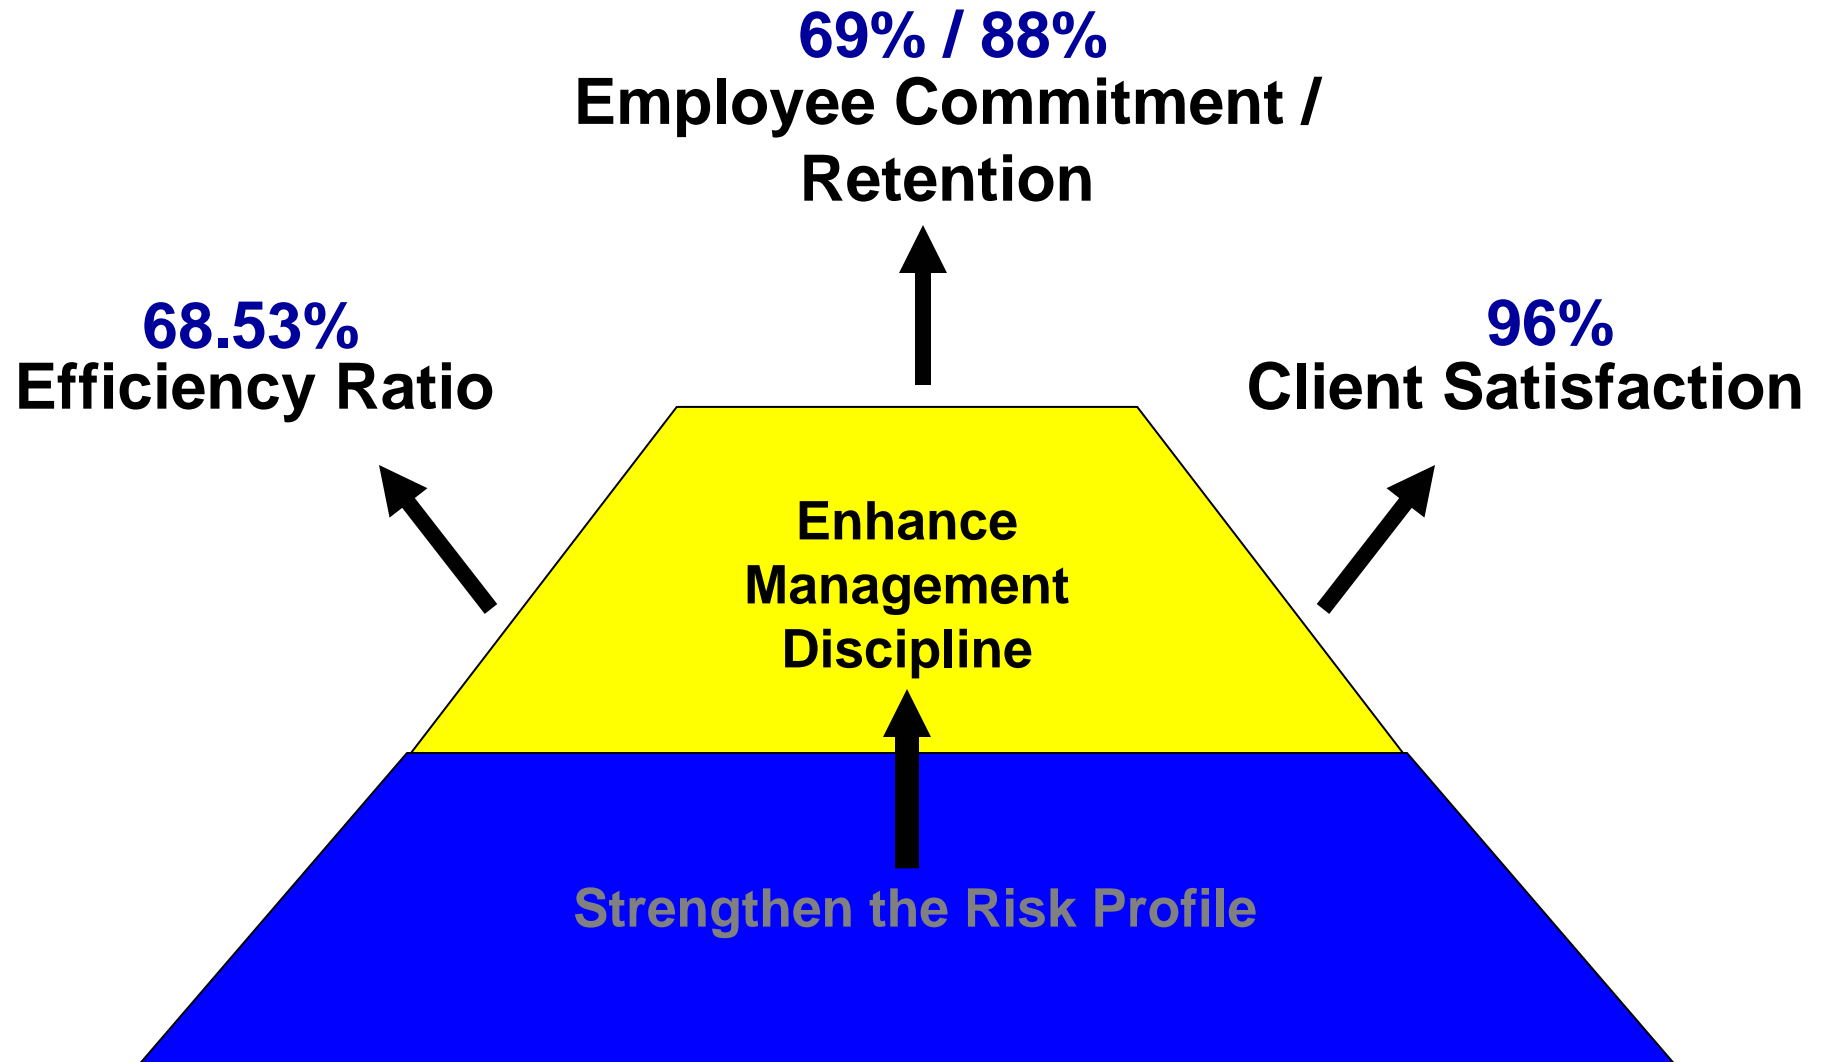 69% / 88%
Employee Commitment /
Retention
68.53%
Efficiency Ratio
96%
Client Satisfaction
Enhance
Management
Discipline
Strengthen the Risk Profile